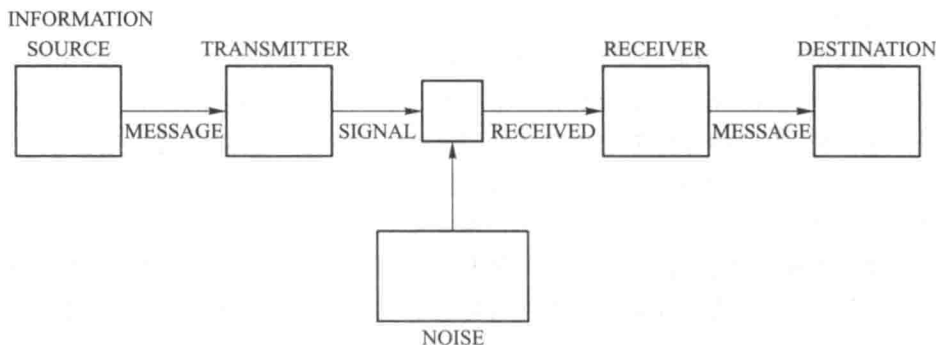 INFORMATION
SOURCE
TRANSMITTER
RECEIVER
DESTINATION
MESSAGE
SIGNAL
RECEIVED
MESSAGE
NOISE